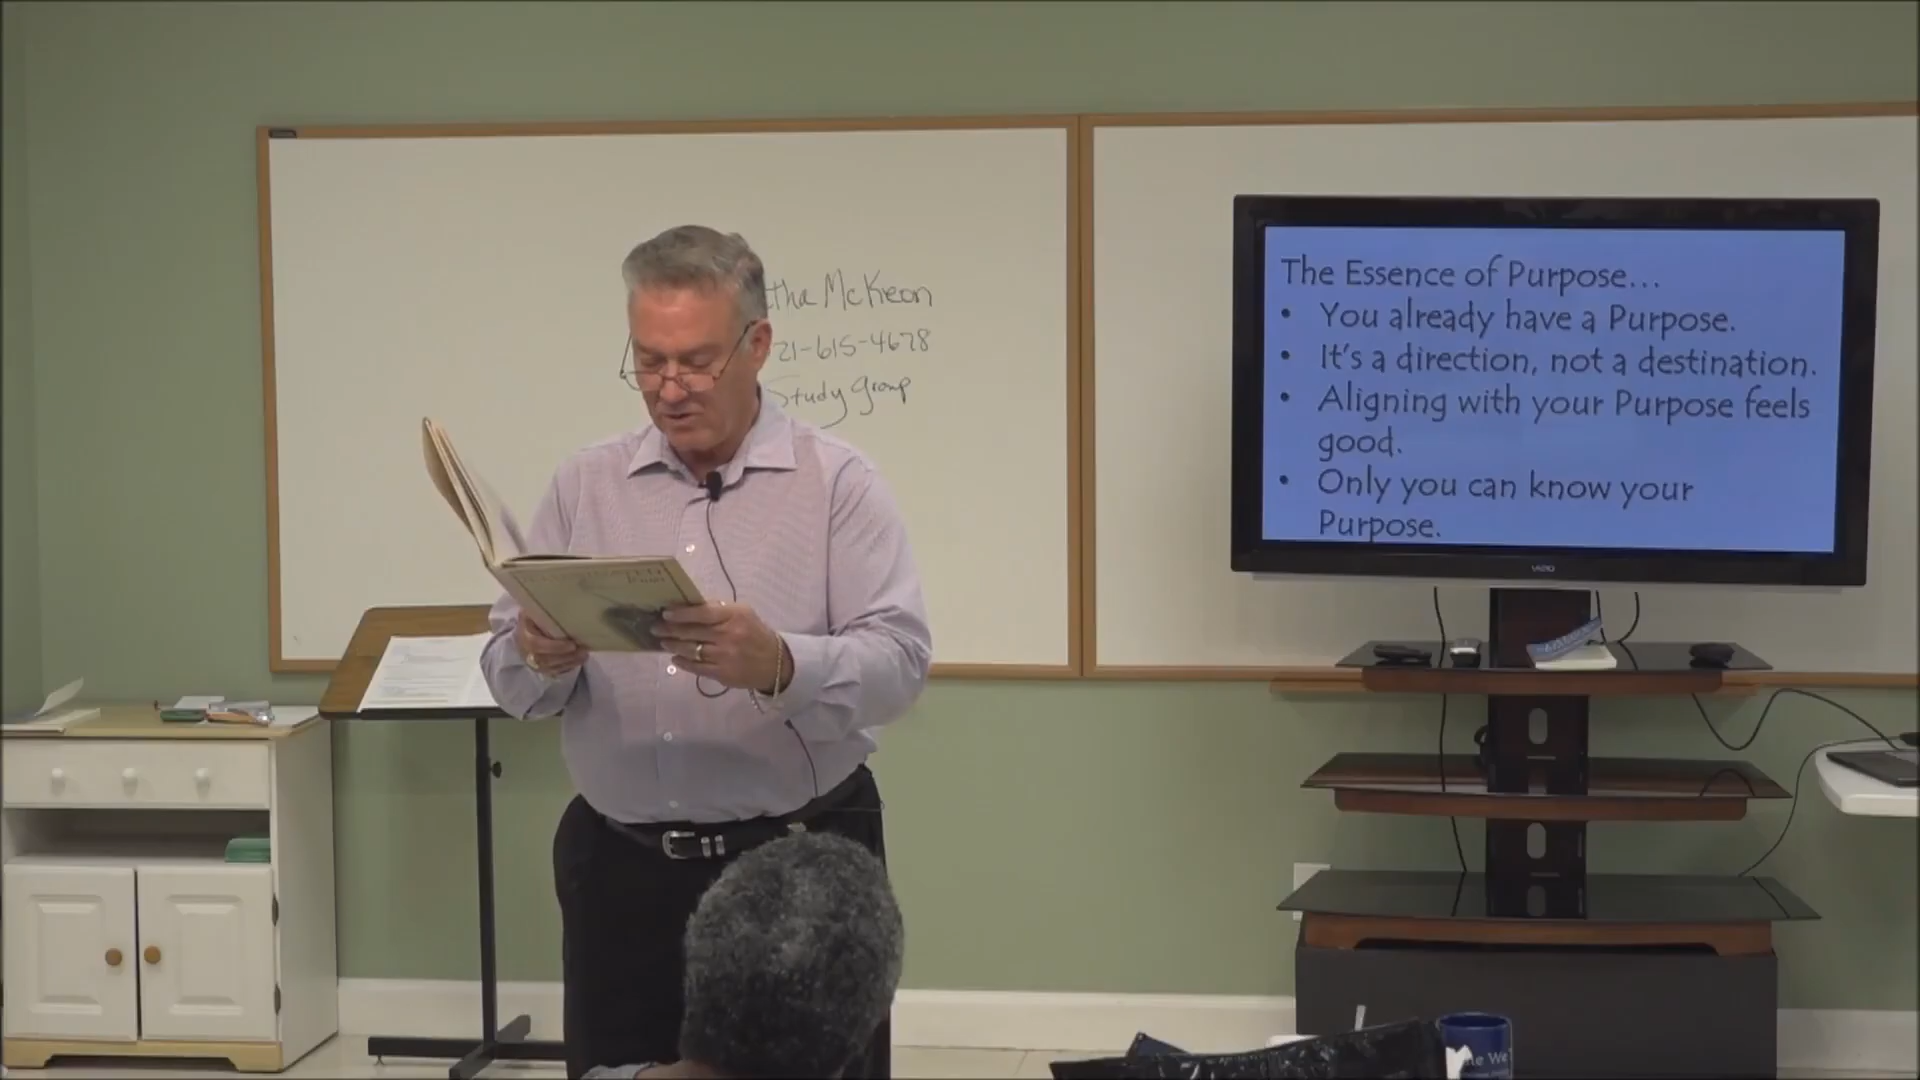 tha McKeon
21-615-4678
Study Group
The Essence of Purpose...
• You already have a Purpose.
• It's a direction, not a destination.
• Aligning with your Purpose feels
good.
• Only you can know your
Purpose.
VIZIO